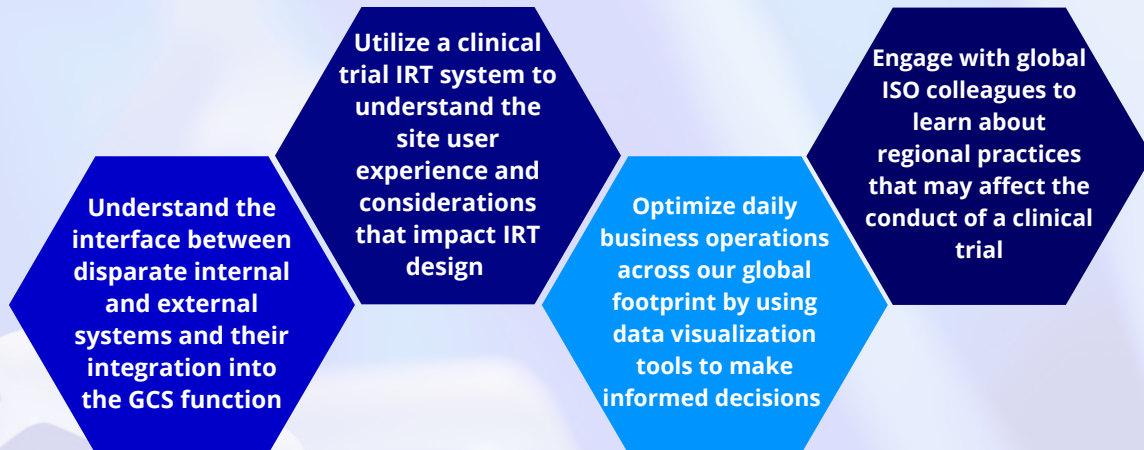 Understand the
interface between
disparate internal
and external
systems and their
integration into
the GCS function
Utilize a clinical
trial IRT system to
understand the
site user
experience and
considerations
that impact IRT
design
Optimize daily
business operations
across our global
footprint by using
data visualization
tools to make
informed decisions
Engage with global
ISO colleagues to
learn about
regional practices
that may affect the
conduct of a clinical
trial